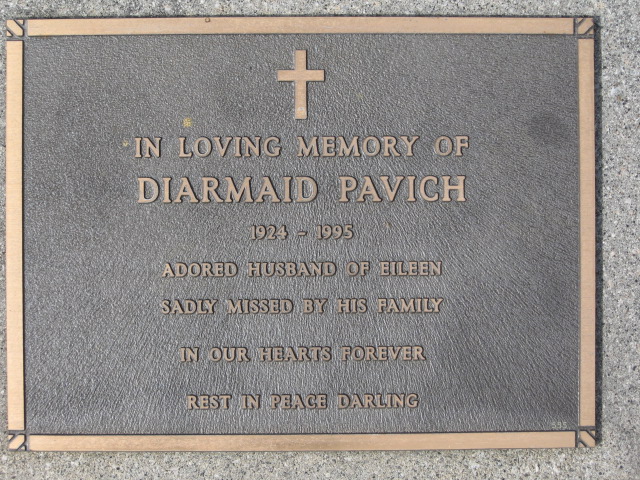 IN LOVING MEMORY OF
DIARMAID PAVICH
1924 - 1995
ADORED HUSBAND OF EILEEN
SADLY MISSED BY HIS FAMILY
IN OUR HEARTS FOREVER
REST IN PEACE DARLING